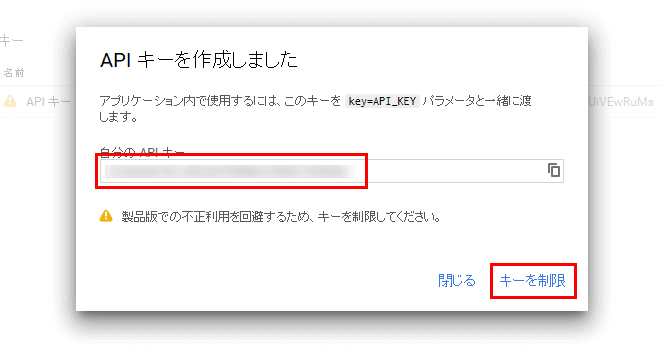 キー
名前
API キー
UiVEwRuMs
API キーを作成しました
アプリケーション内で使用するには、このキーを key=API_KEY パラメータと一緒に渡
します。
自分の API キー
製品版での不正利用を回避するため、キーを制限してください。
閉じる
キーを制限